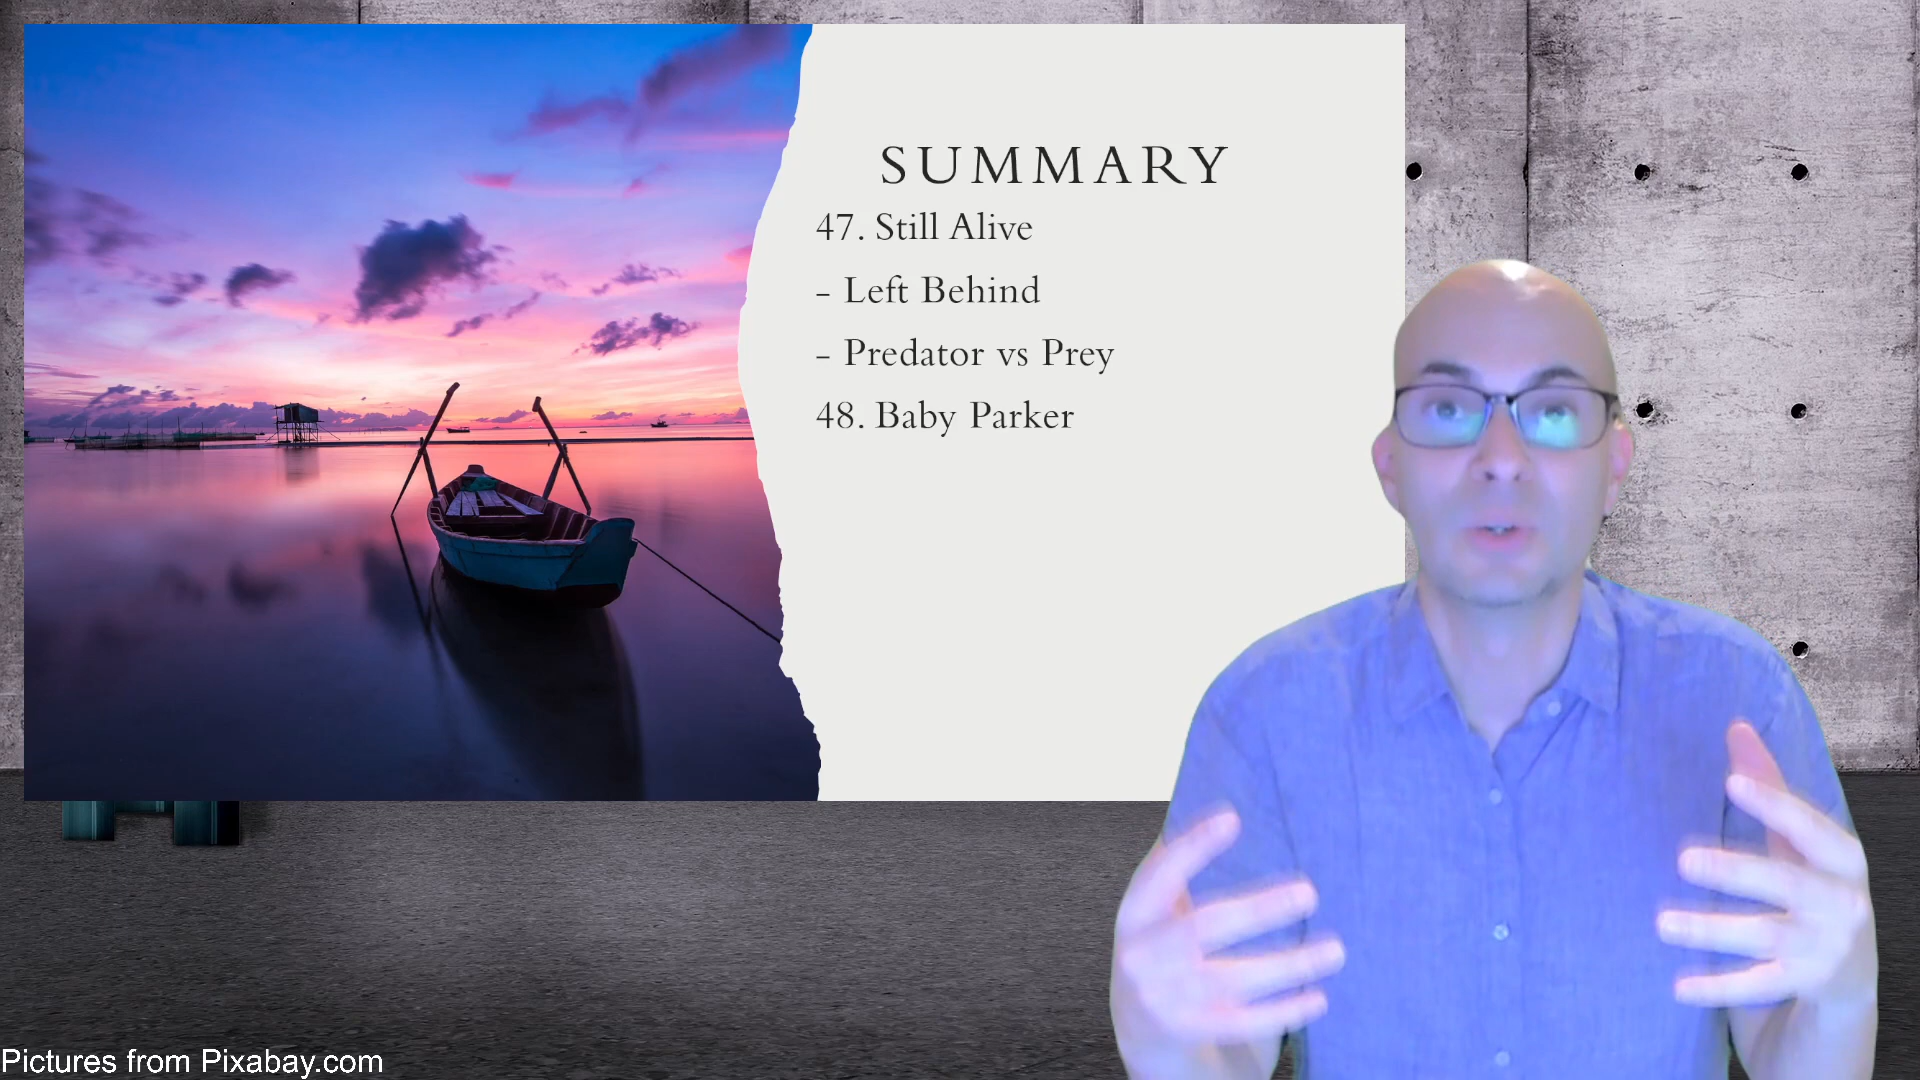 SUMMARY
47. Still Alive
- Left Behind
- Predator vs Prey
48. Baby Parker
Pictures from Pixabay.com